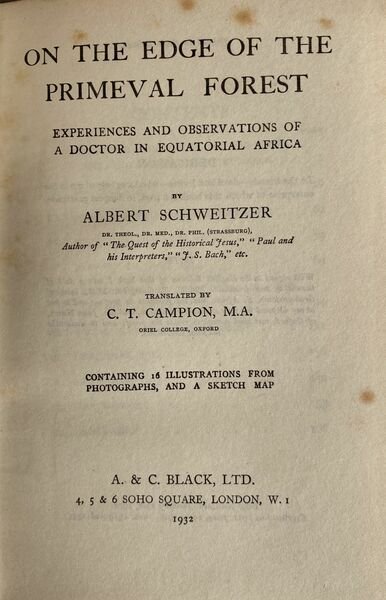 ON THE EDGE OF THE
PRIMEVAL FOREST
EXPERIENCES AND OBSERVATIONS OF
A DOCTOR IN EQUATORIAL AFRICA
BY
ALBERT SCHWEITZER
DR. THEOL., DR. MED., DR. PHIL. (STRASSBURG),
Author of "The Quest of the Historical Jesus," "Paul and
his Interpreters," "J. S. Bach," etc.
TRANSLATED BY
C. T. CAMPION, M.A.
ORIEL COLLEGE, OXFORD
CONTAINING 16 ILLUSTRATIONS FROM
PHOTOGRAPHS, AND A SKETCH MAP
A. & C. BLACK, LTD.
4, 5 & 6 SOHO SQUARE, LONDON, W. 1
1932